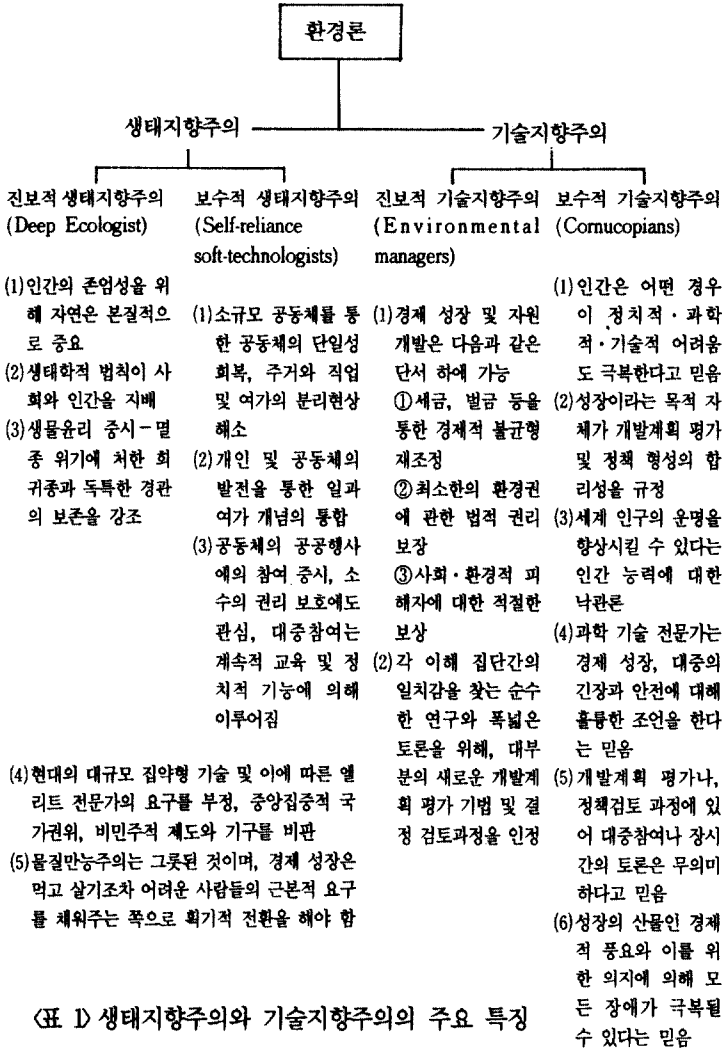 환경론
생태지향주의
기술지향주의
진보적 생태지향주의
(Deep Ecologist)
(1)인간의 존엄성을 위
해 자연은 본질적으
로 중요
(2)생태학적 법칙이 사
회와 인간을 지배
(3)생물윤리 중시-멸
종 위기에 처한 희
귀종과 독특한 경관
의 보존을 강조
보수적 생태지향주의
(Self-reliance
soft-technologists)
(1)소규모 공동체를 통
한 공동체의 단일성
회복, 주거와 직업
및 여가의 분리현상
해소
(2)개인 및 공동체의
발전을 통한 일과
여가 개념의 통합
(3)공동체의 공공행사
에의 참여 중시, 소
수의 권리 보호에도
관심, 대중참여는
계속적 교육 및 정
치적 기능에 의해
이루어짐
(4)현대의 대규모 집약형 기술 및 이에 따른 엘
리트 전문가의 요구를 부정, 중앙집중적 국
가권위, 비민주적 제도와 기구를 비판
(5)물질만능주의는 그릇된 것이며, 경제 성장은
먹고 살기조차 어려운 사람들의 근본적 요구
를 채워주는 쪽으로 획기적 전환을 해야 함
진보적 기술지향주의
(Environmental
managers)
(1)경제 성장 및 자원
개발은 다음과 같은
단서 하에 가능
①세금, 벌금 등을
통한 경제적 불균형
재조정
②최소한의 환경권
에 관한 법적 권리
보장
③사회·환경적 피
해자에 대한 적절한
보상
(2)각 이해 집단간의
일치감을 찾는 순수
한 연구와 폭넓은
토론을 위해, 대부
분의 새로운 개발계
획 평가 기법 및 결
정 검토과정을 인정
보수적 기술지향주의
(Cornucopians)
(1)인간은 어떤 경우
이 정치적·과학
적·기술적 어려움
도 극복한다고 믿음
(2)성장이라는 목적 자
체가 개발계획 평가
및 정책 형성의 합
리성을 규정
(3)세계 인구의 운명을
향상시킬 수 있다는
인간 능력에 대한
낙관론
(4)과학 기술 전문가는
경제 성장, 대중의
긴장과 안전에 대해
훌륭한 조언을 한다
는 믿음
(5)개발계획 평가나,
정책검토 과정에 있
어 대중참여나 장시
간의 토론은 무의미
하다고 믿음
(6)성장의 산물인 경제
적 풍요와 이를 위
한 의지에 의해 모
든 장애가 극복될
수 있다는 믿음
〈표 1〉 생태지향주의와 기술지향주의의 주요 특징